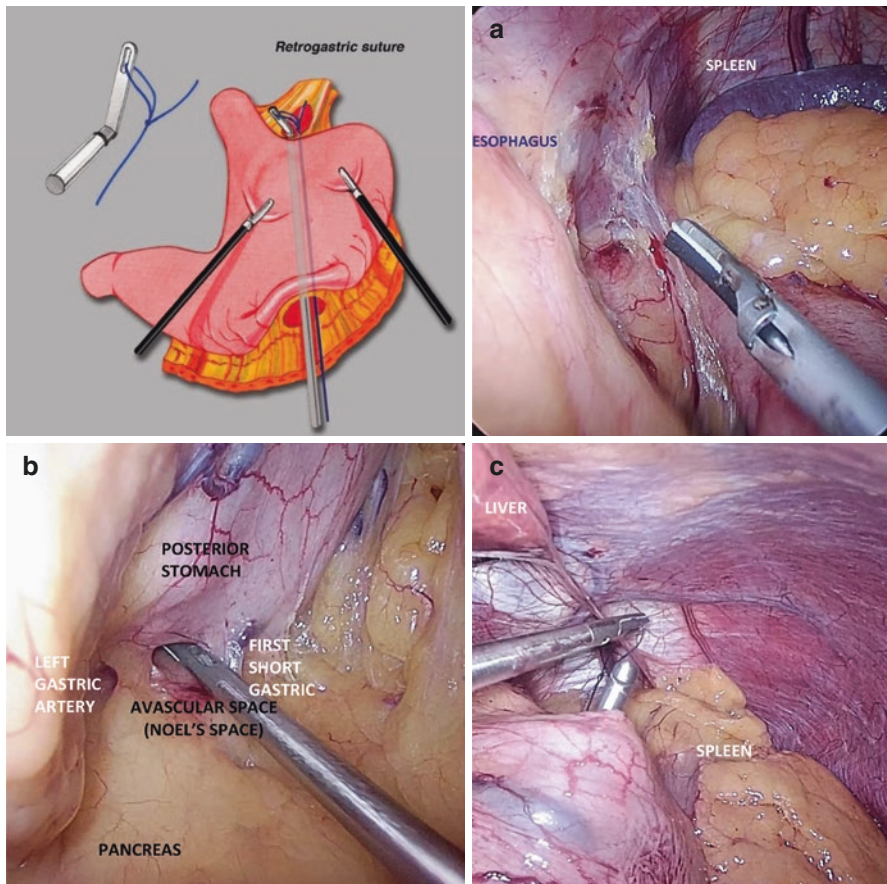 Retrogastric suture
a
SPLEEN
ESOPHAGUS
b
POSTERIOR
STOMACH
LEFT
GASTRIC
ARTERY
FIRST
SHORT
GASTRIC
AVASCULAR SPACE
(NOEL'S SPACE)
PANCREAS
c
LIVER
SPLEEN